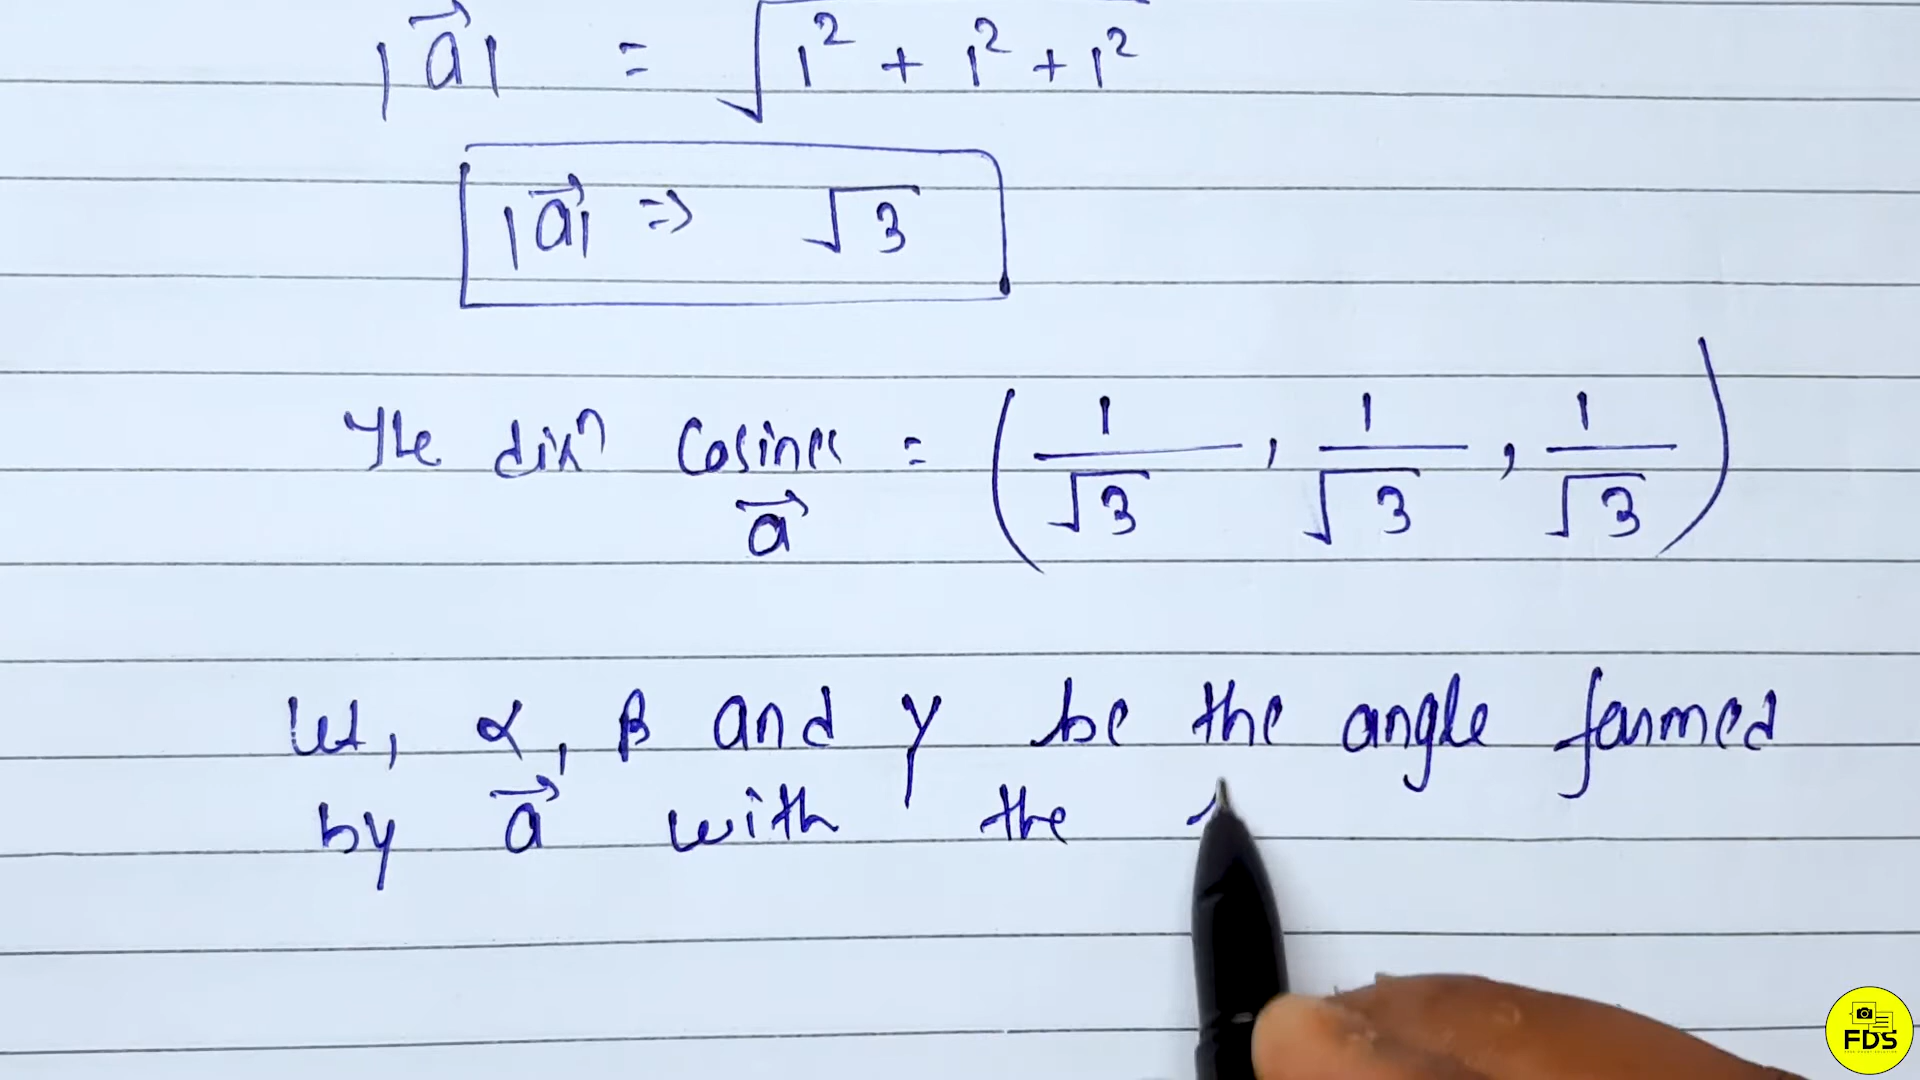 |a⃗| = √1² + 1² + 1²
|a⃗| => √3
The dirⁿ Cosines = (1/√3, 1/√3, 1/√3)
a⃗
let, α, β and γ be the angle formed
by a⃗ with the
FDS